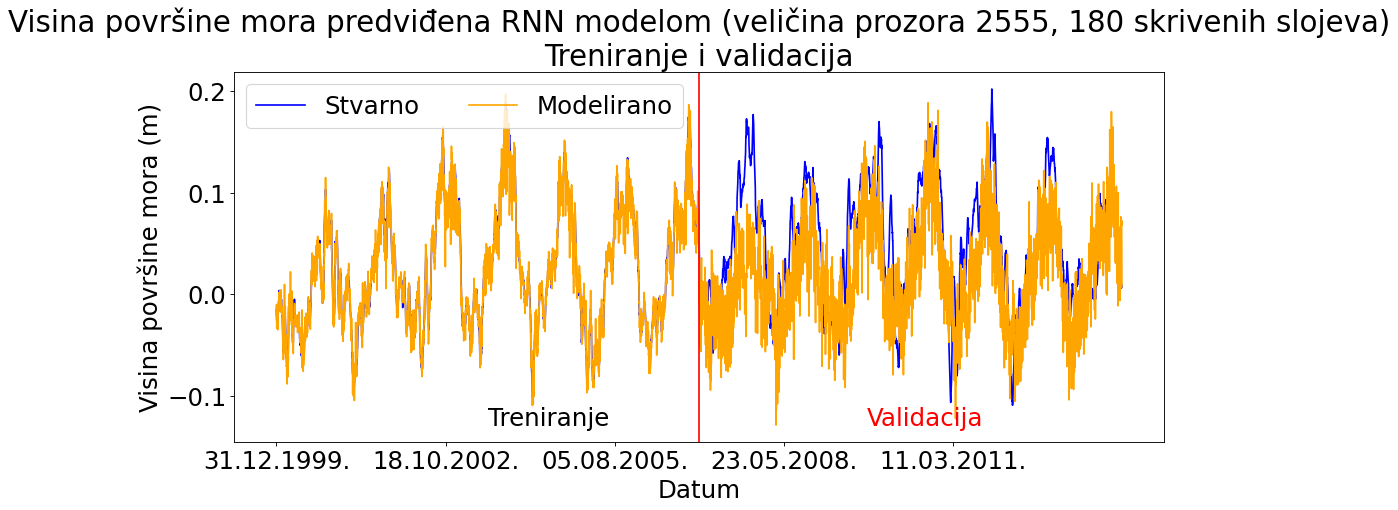 Visina površine mora predviđena RNN modelom (veličina prozora 2555, 180 skrivenih slojeva)
Treniranje i validacija
Stvarno
Modelirano
Visina površine mora (m)
0.2
0.1
0.0
−0.1
Treniranje
Validacija
31.12.1999.
18.10.2002.
05.08.2005.
23.05.2008.
11.03.2011.
Datum